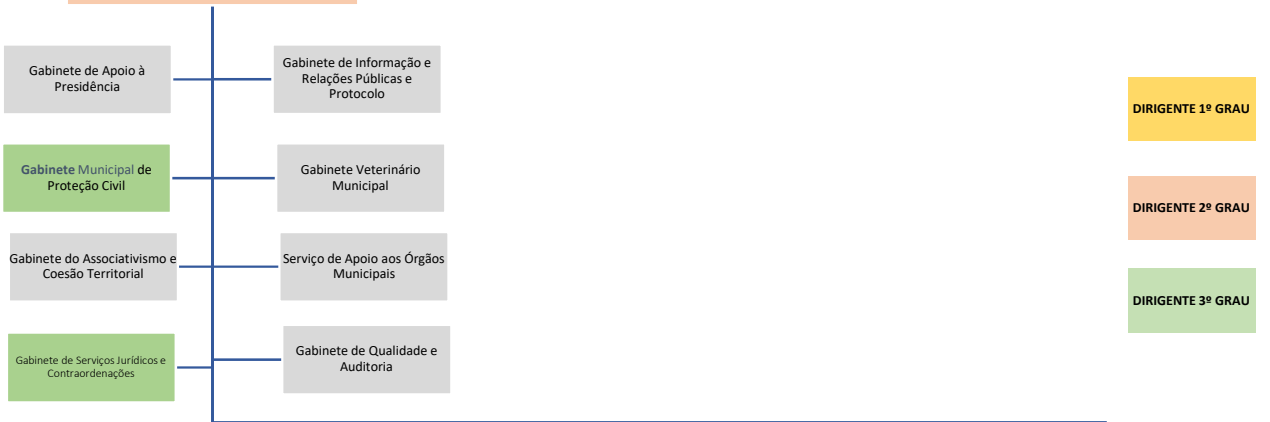 Gabinete de Apoio à
Presidência
Gabinete de Informação e
Relações Públicas e
Protocolo
DIRIGENTE 1º GRAU
Gabinete Municipal de
Proteção Civil
Gabinete Veterinário
Municipal
DIRIGENTE 2º GRAU
Gabinete do Associativismo e
Coesão Territorial
Serviço de Apoio aos Órgãos
Municipais
DIRIGENTE 3º GRAU
Gabinete de Serviços Jurídicos e
Contraordenações
Gabinete de Qualidade e
Auditoria